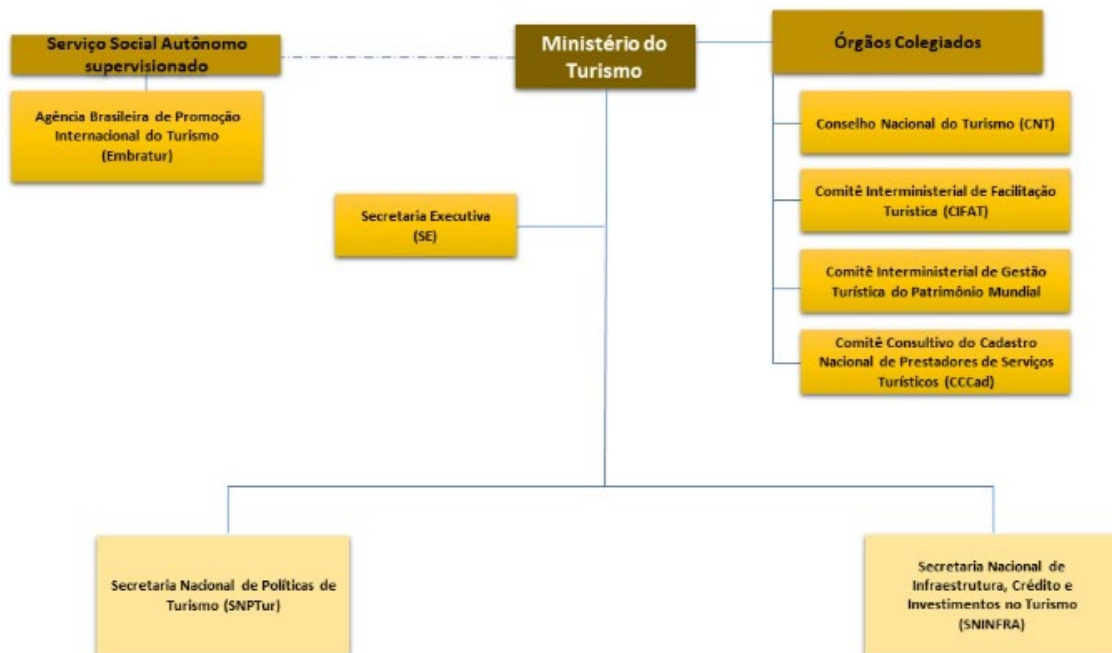 Serviço Social Autônomo
supervisionado
Ministério do
Turismo
Órgãos Colegiados
Agência Brasileira de Promoção
Internacional do Turismo
(Embratur)
Conselho Nacional do Turismo (CNT)
Comitê Interministerial de Facilitação
Turística (CIFAT)
Secretaria Executiva
(SE)
Comitê Interministerial de Gestão
Turística do Patrimônio Mundial
Comitê Consultivo do Cadastro
Nacional de Prestadores de Serviços
Turísticos (CCCad)
Secretaria Nacional de Políticas de
Turismo (SNPTur)
Secretaria Nacional de
Infraestrutura, Crédito e
Investimentos no Turismo
(SNINFRA)